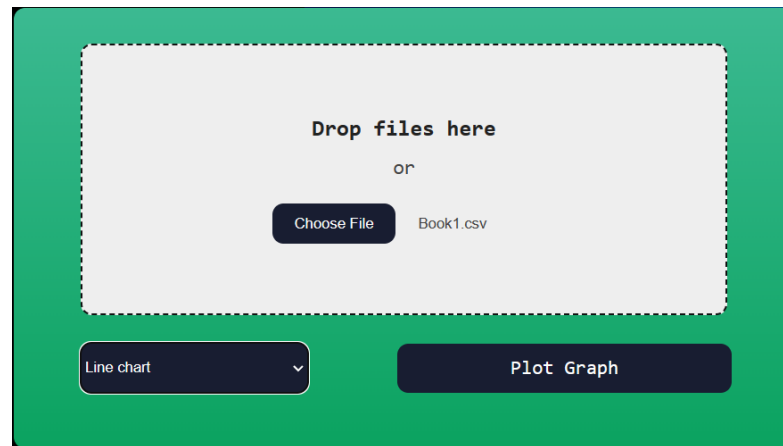 Drop files here
or
Choose File Book1.csv
Line chart
Plot Graph